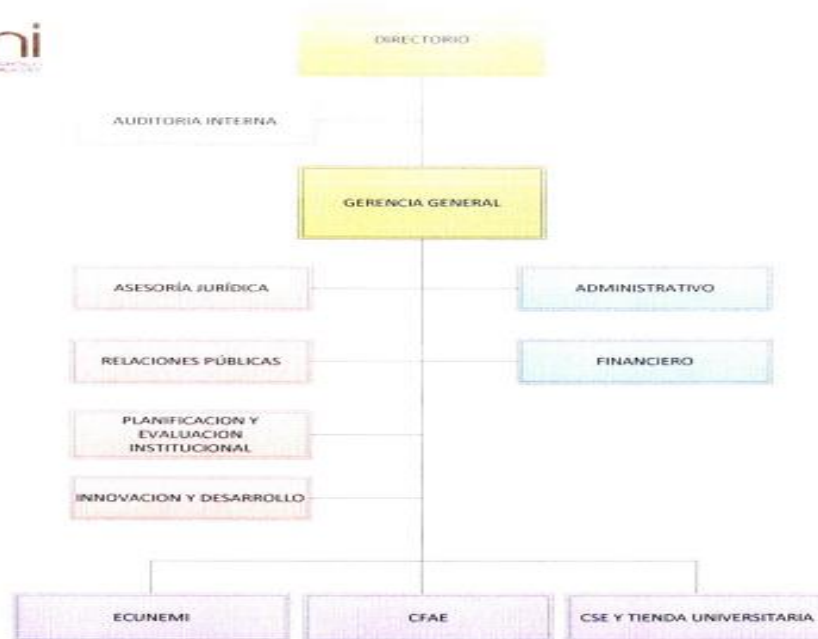 ni
DIRECTORIO
AUDITORIA INTERNA
GERENCIA GENERAL
ASESORÍA JURÍDICA
ADMINISTRATIVO
RELACIONES PÚBLICAS
FINANCIERO
PLANIFICACION Y
EVALUACION
INSTITUCIONAL
INNOVACION Y DESARROLLO
ECUNEMI
CFAE
CSE Y TIENDA UNIVERSITARIA